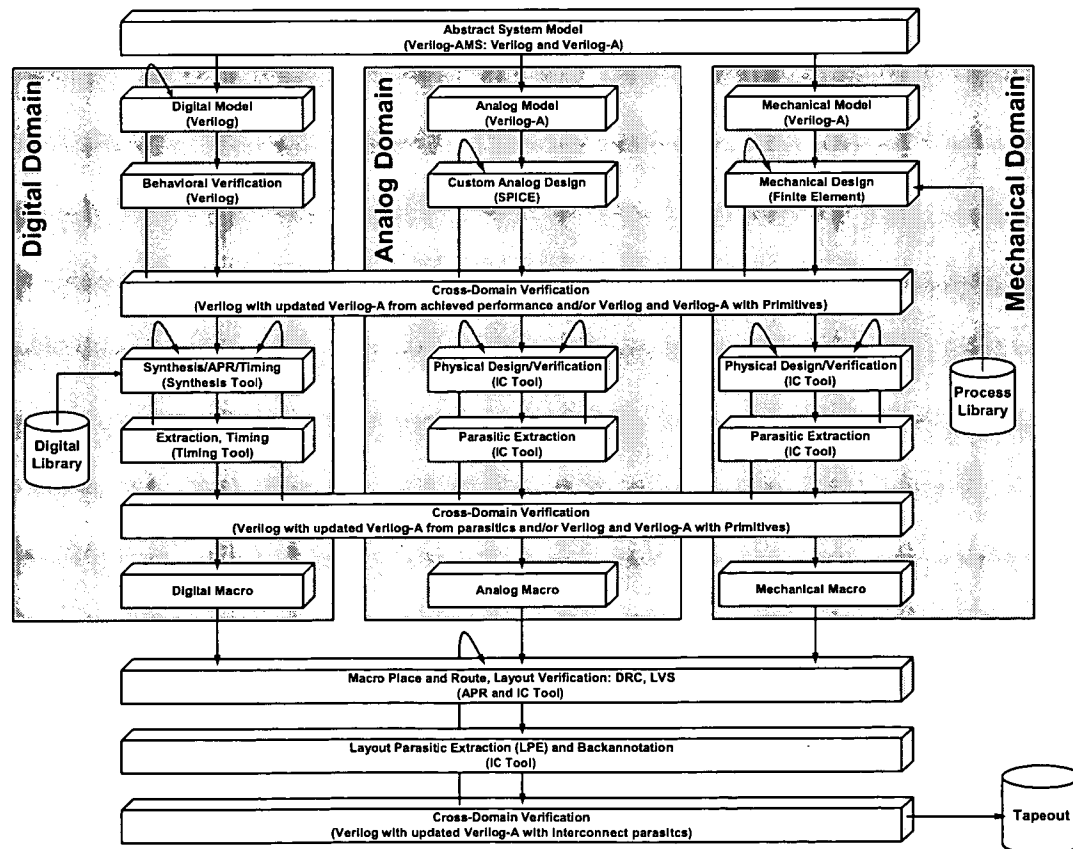 Abstract System Model
(Verilog-AMS: Verilog and Verilog-A)
Digital Domain
Analog Domain
Mechanical Domain
Digital Model
(Verilog)
Analog Model
(Verilog-A)
Mechanical Model
(Verilog-A)
Behavioral Verification
(Verilog)
Custom Analog Design
(SPICE)
Mechanical Design
(Finite Element)
Cross-Domain Verification
(Verilog with updated Verilog-A from achieved performance and/or Verilog and Verilog-A with Primitives)
Synthesis/APR/Timing
(Synthesis Tool)
Physical Design/Verification
(IC Tool)
Physical Design/Verification
(IC Tool)
Process
Library
Digital
Library
Extraction, Timing
(Timing Tool)
Parasitic Extraction
(IC Tool)
Parasitic Extraction
(IC Tool)
Cross-Domain Verification
(Verilog with updated Verilog-A from parasitics and/or Verilog and Verilog-A with Primitives)
Digital Macro
Analog Macro
Mechanical Macro
Macro Place and Route, Layout Verification: DRC, LVS
(APR and IC Tool)
Layout Parasitic Extraction (LPE) and Backannotation
(IC Tool)
Cross-Domain Verification
(Verilog with updated Verilog-A with Interconnect parasitcs)
Tapeout